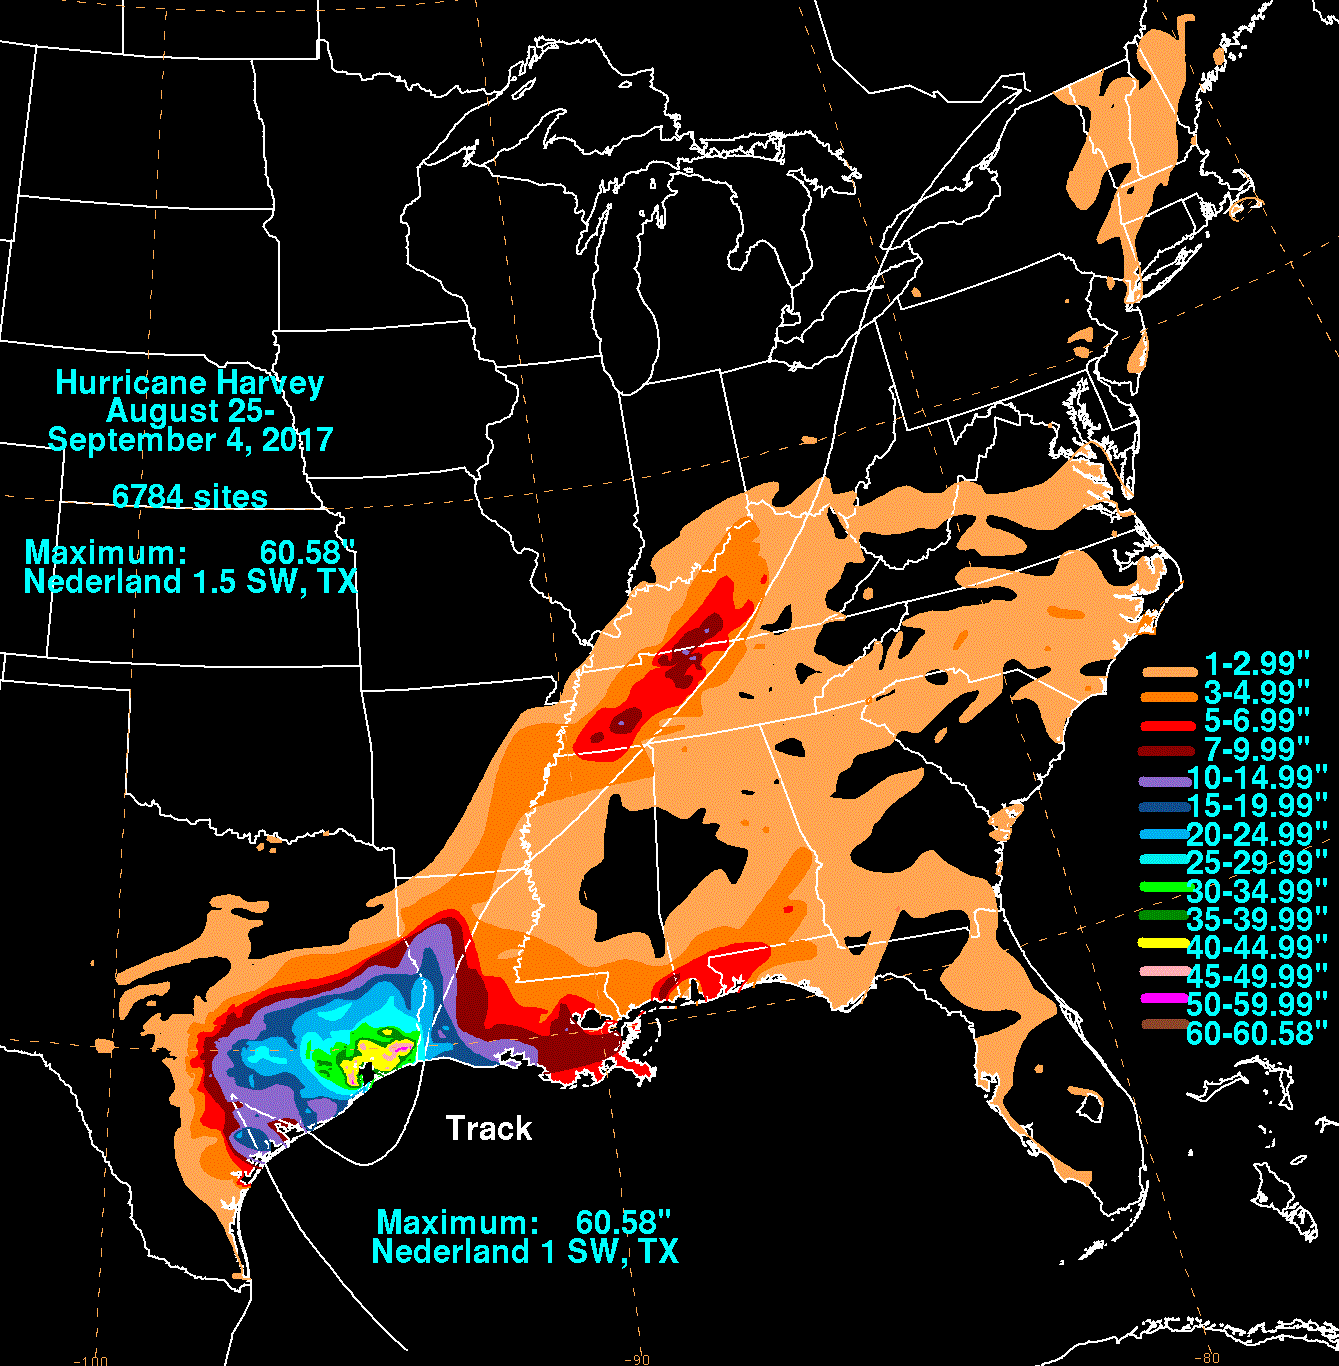 Hurricane Harvey
August 25-
September 4, 2017
6784 sites
Maximum: 60.58"
Nederland 1.5 SW, TX
1-2.99"
3-4.99"
5-6.99"
7-9.99"
10-14.99"
15-19.99"
20-24.99"
25-29.99"
30-34.99"
35-39.99"
40-44.99"
45-49.99"
50-59.99"
60-60.58"
Track
Maximum: 60.58"
Nederland 1 SW, TX
-100
-90
-80